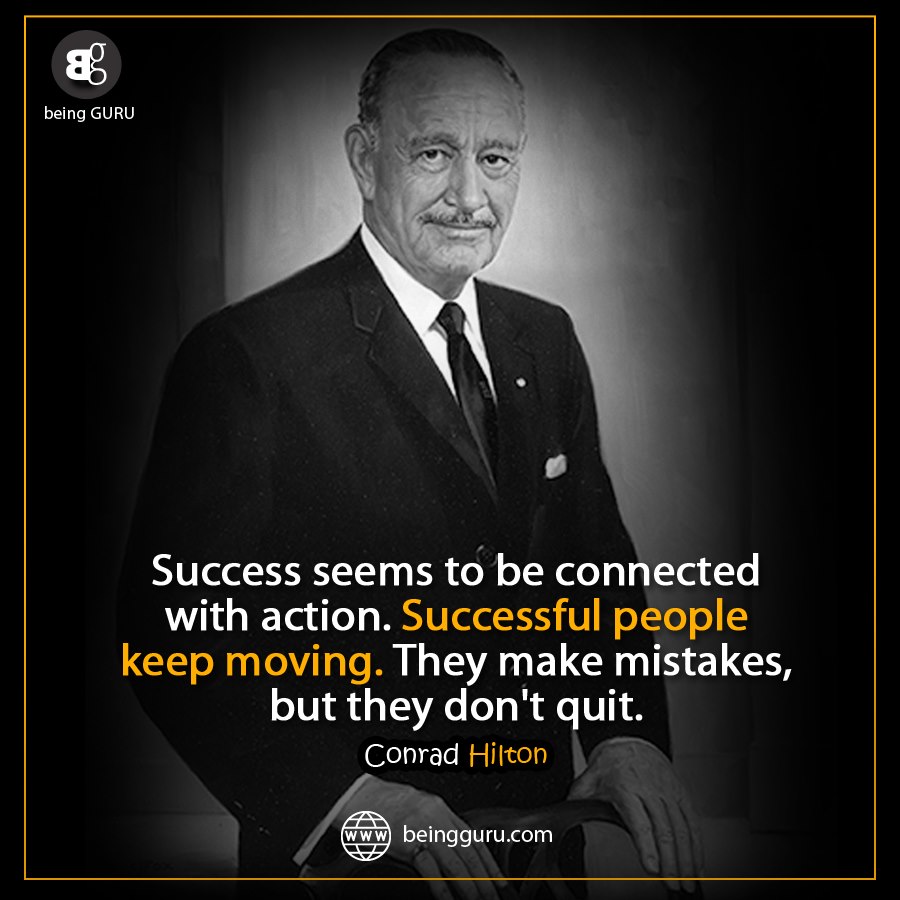 Bg
being GURU
Success seems to be connected
with action. Successful people
keep moving. They make mistakes,
but they don't quit.
Conrad Hilton
www beingguru.com